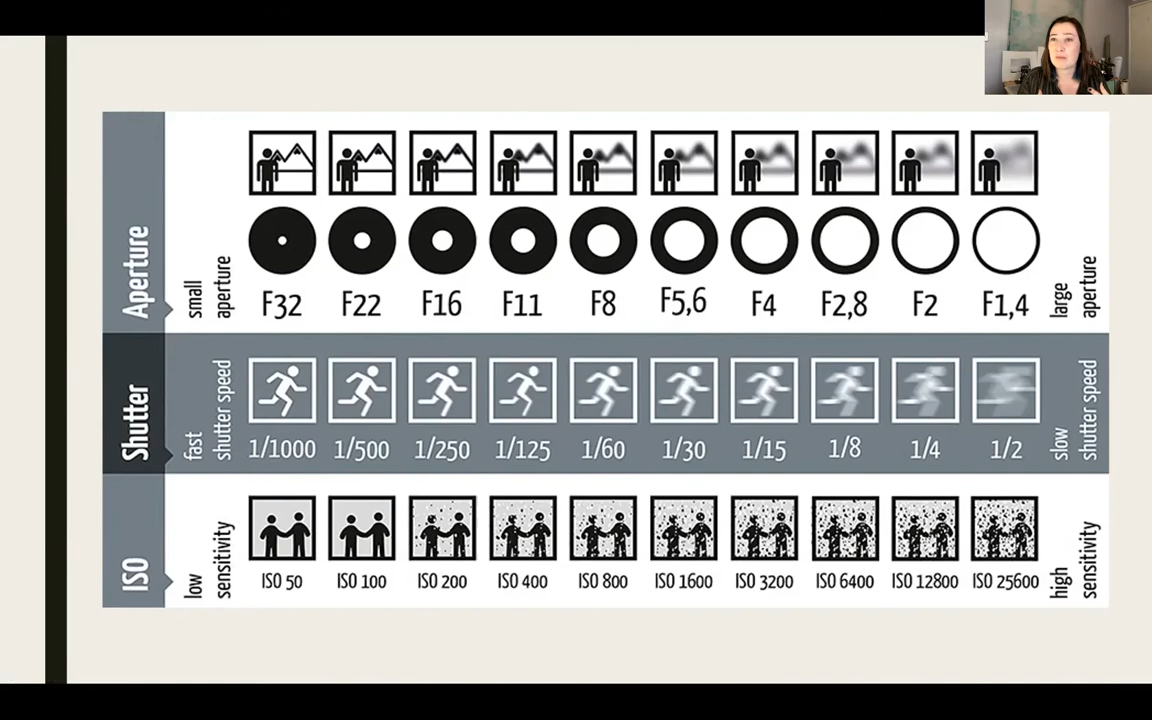 Aperture
small
aperture
F32 F22 F16 F11 F8 F5,6 F4 F2,8 F2 F1,4
large
aperture
Shutter
fast
shutter speed
1/1000 1/500 1/250 1/125 1/60 1/30 1/15 1/8 1/4 1/2
slow
shutter speed
ISO
low
sensitivity
ISO 50 ISO 100 ISO 200 ISO 400 ISO 800 ISO 1600 ISO 3200 ISO 6400 ISO 12800 ISO 25600
high
sensitivity